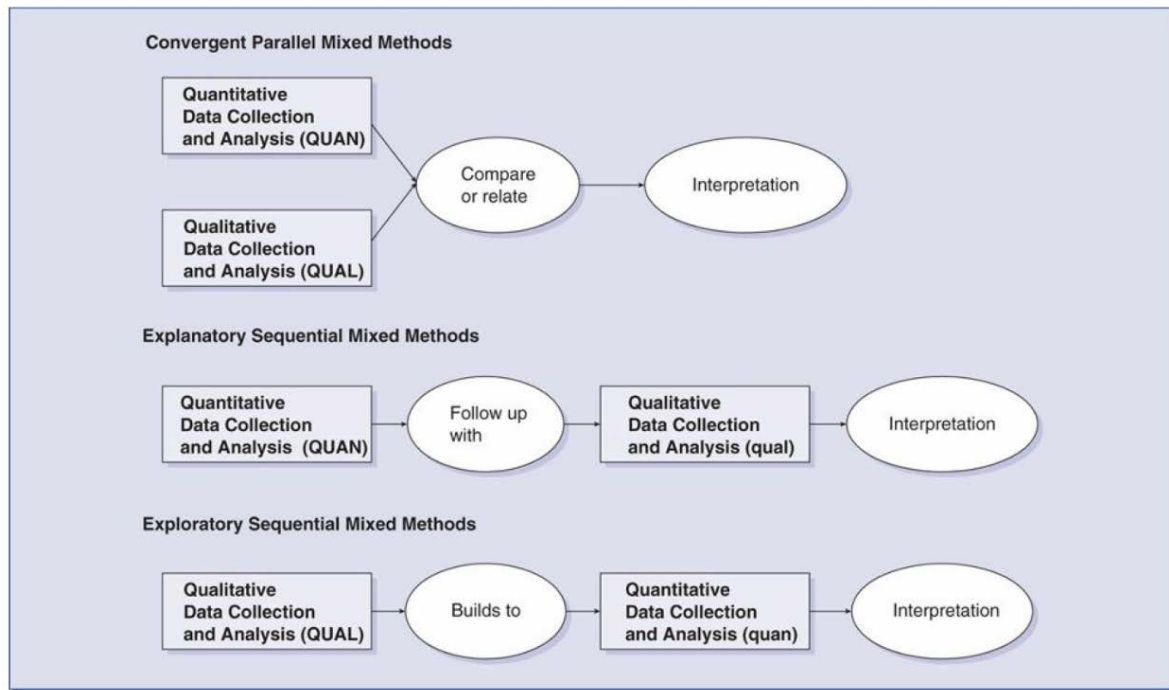 Convergent Parallel Mixed Methods
Quantitative
Data Collection
and Analysis (QUAN)
Compare
or relate
Interpretation
Qualitative
Data Collection
and Analysis (QUAL)
Explanatory Sequential Mixed Methods
Quantitative
Data Collection
and Analysis (QUAN)
Follow up
with
Qualitative
Data Collection
and Analysis (qual)
Interpretation
Exploratory Sequential Mixed Methods
Qualitative
Data Collection
and Analysis (QUAL)
Builds to
Quantitative
Data Collection
and Analysis (quan)
Interpretation